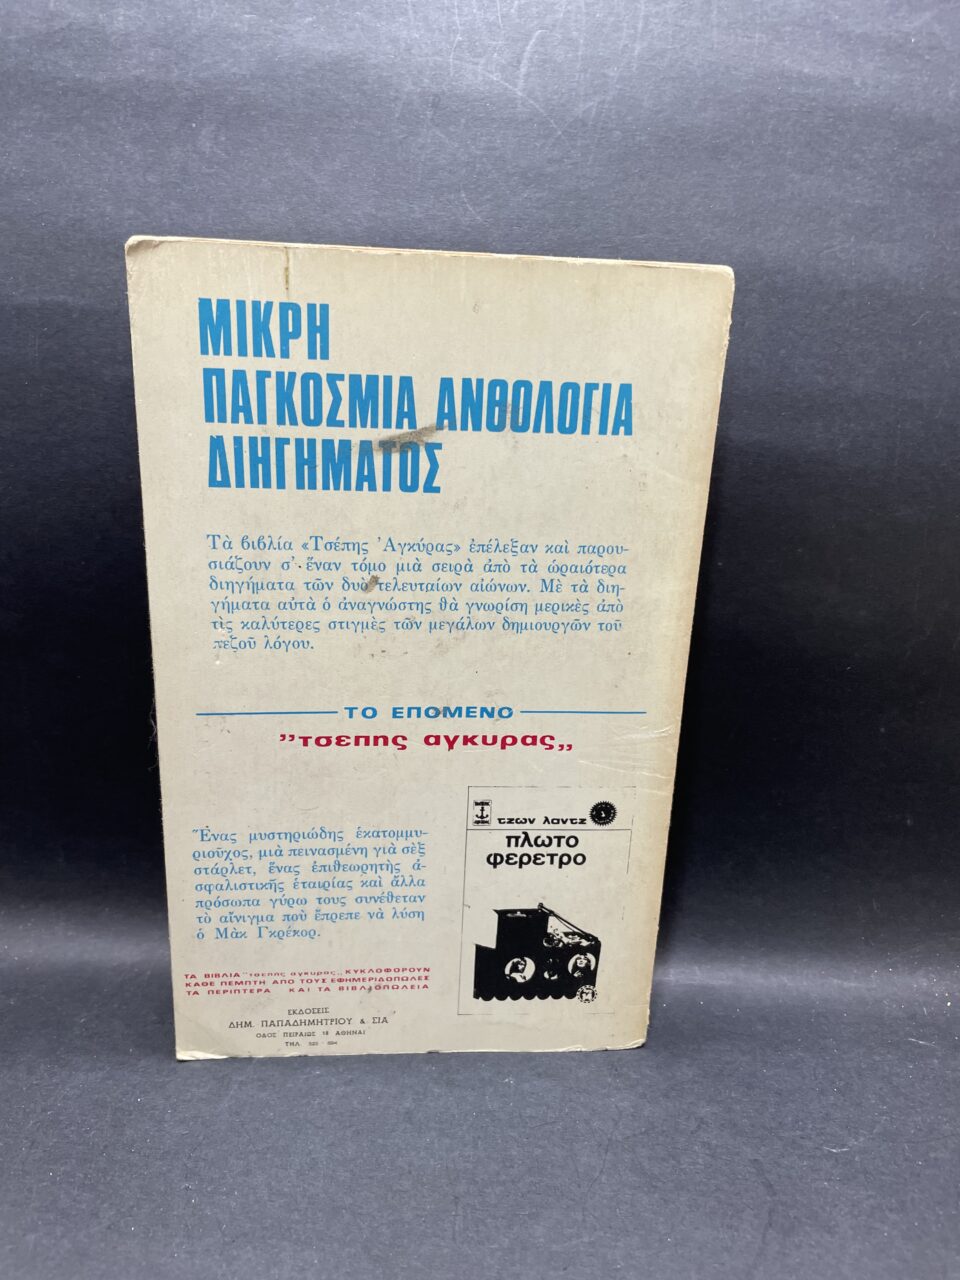 ΜΙΚΡΗ
ΠΑΓΚΟΣΜΙΑ ΑΝΘΟΛΟΓΙΑ
ΔΙΗΓΗΜΑΤΟΣ
Τὰ βιβλία «Τσέπης Ἀγκύρας» ἐπέλεξαν καὶ παρου-
σιάζουν σ' ἕναν τόμο μιὰ σειρὰ ἀπὸ τὰ ὡραιότερα
διηγήματα τῶν δυὸ τελευταίων αἰώνων. Μὲ τὰ διη-
γήματα αὐτὰ ὁ ἀναγνώστης θὰ γνωρίση μερικὲς ἀπὸ
τὶς καλύτερες στιγμὲς τῶν μεγάλων δημιουργῶν τοῦ
πεζοῦ λόγου.
ΤΟ ΕΠΟΜΕΝΟ
"τσεπης αγκυρας„
Ἕνας μυστηριώδης ἑκατομμυ-
ριοῦχος, μιὰ πεινασμένη γιὰ σὲξ
στάρλετ, ἕνας ἐπιθεωρητὴς ἀ-
σφαλιστικῆς ἑταιρίας καὶ ἄλλα
πρόσωπα γύρω τους συνέθεταν
τὸ αἴνιγμα ποὺ ἔπρεπε νὰ λύση
ὁ Μὰκ Γκρέκορ.
τζων λαντζ
πλωτο
φερετρο
ΤΑ ΒΙΒΛΙΑ "τσεπης αγκυρας„ ΚΥΚΛΟΦΟΡΟΥΝ
ΚΑΘΕ ΠΕΜΠΤΗ ΑΠΟ ΤΟΥΣ ΕΦΗΜΕΡΙΔΟΠΩΛΕΣ
ΤΑ ΠΕΡΙΠΤΕΡΑ ΚΑΙ ΤΑ ΒΙΒΛΙΟΠΩΛΕΙΑ
ΕΚΔΟΣΕΙΣ
ΔΗΜ. ΠΑΠΑΔΗΜΗΤΡΙΟΥ & ΣΙΑ
ΟΔΟΣ ΠΕΙΡΑΙΩΣ 18 ΑΘΗΝΑΙ
ΤΗΛ.